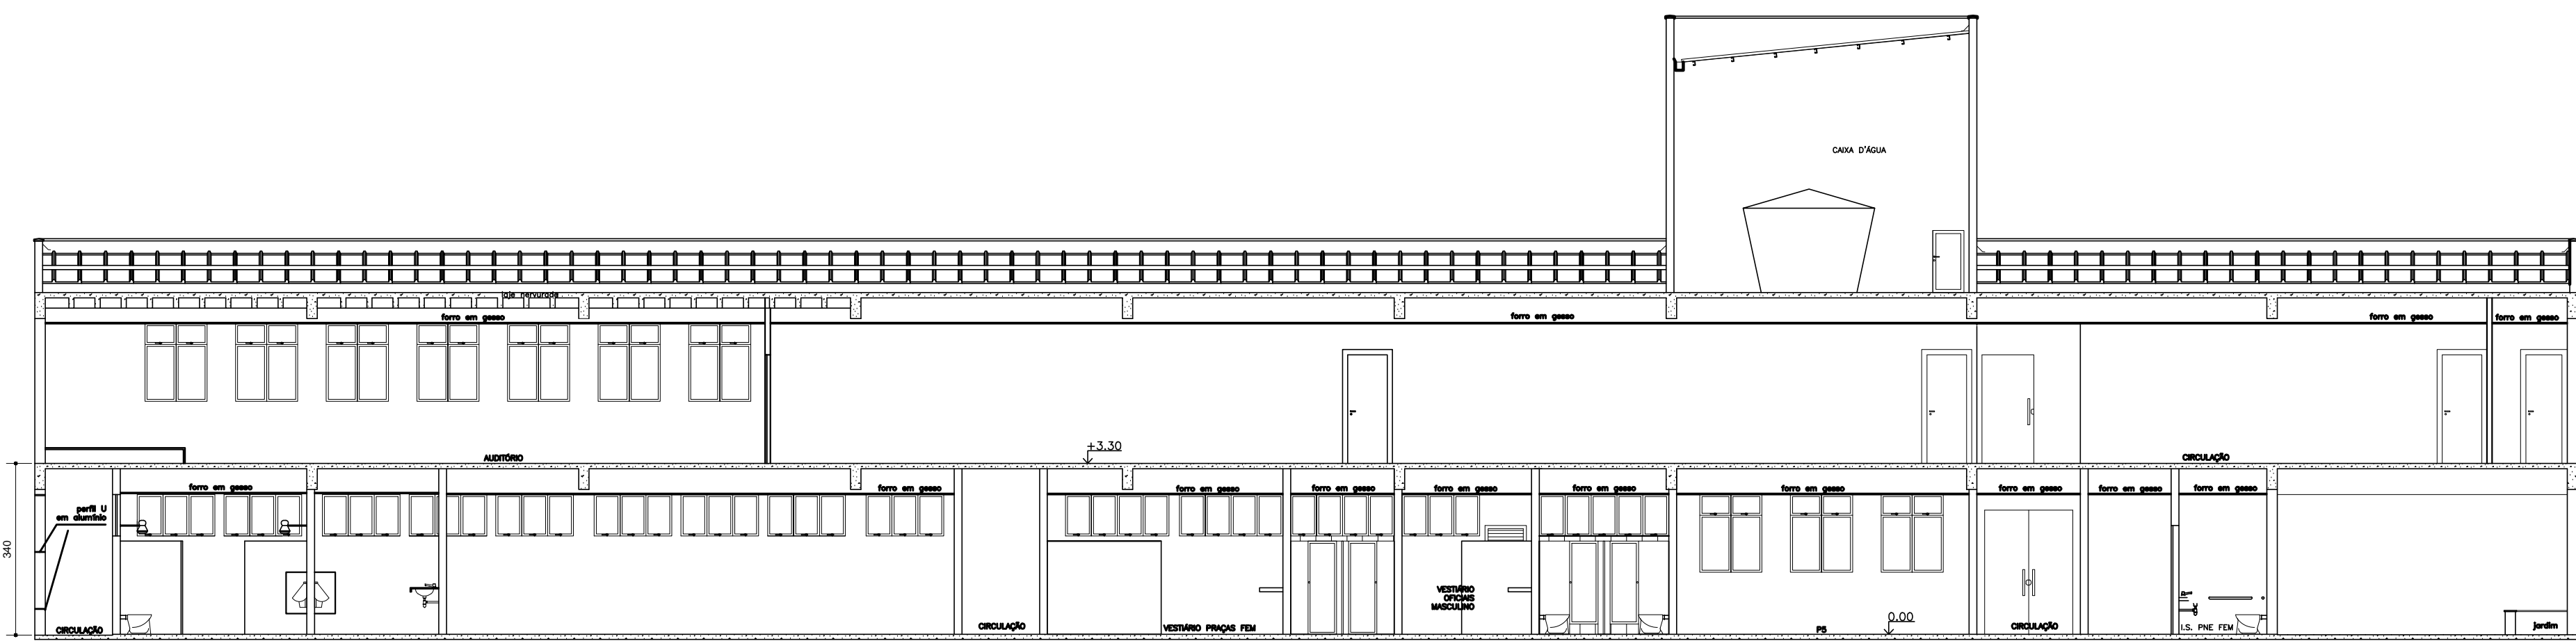 CAIXA D'ÁGUA
laje nervurada
forro em gesso
forro em gesso
forro em gesso
forro em gesso
+3.30
AUDITÓRIO
CIRCULAÇÃO
forro em gesso
forro em gesso
forro em gesso
forro em gesso
forro em gesso
forro em gesso
forro em gesso
forro em gesso
forro em gesso
forro em gesso
perfil U
em alumínio
340
VESTIÁRIO
OFICIAIS
MASCULINO
0.00
CIRCULAÇÃO
CIRCULAÇÃO
VESTIÁRIO PRAÇAS FEM
P5
CIRCULAÇÃO
I.S. PNE FEM
jardim